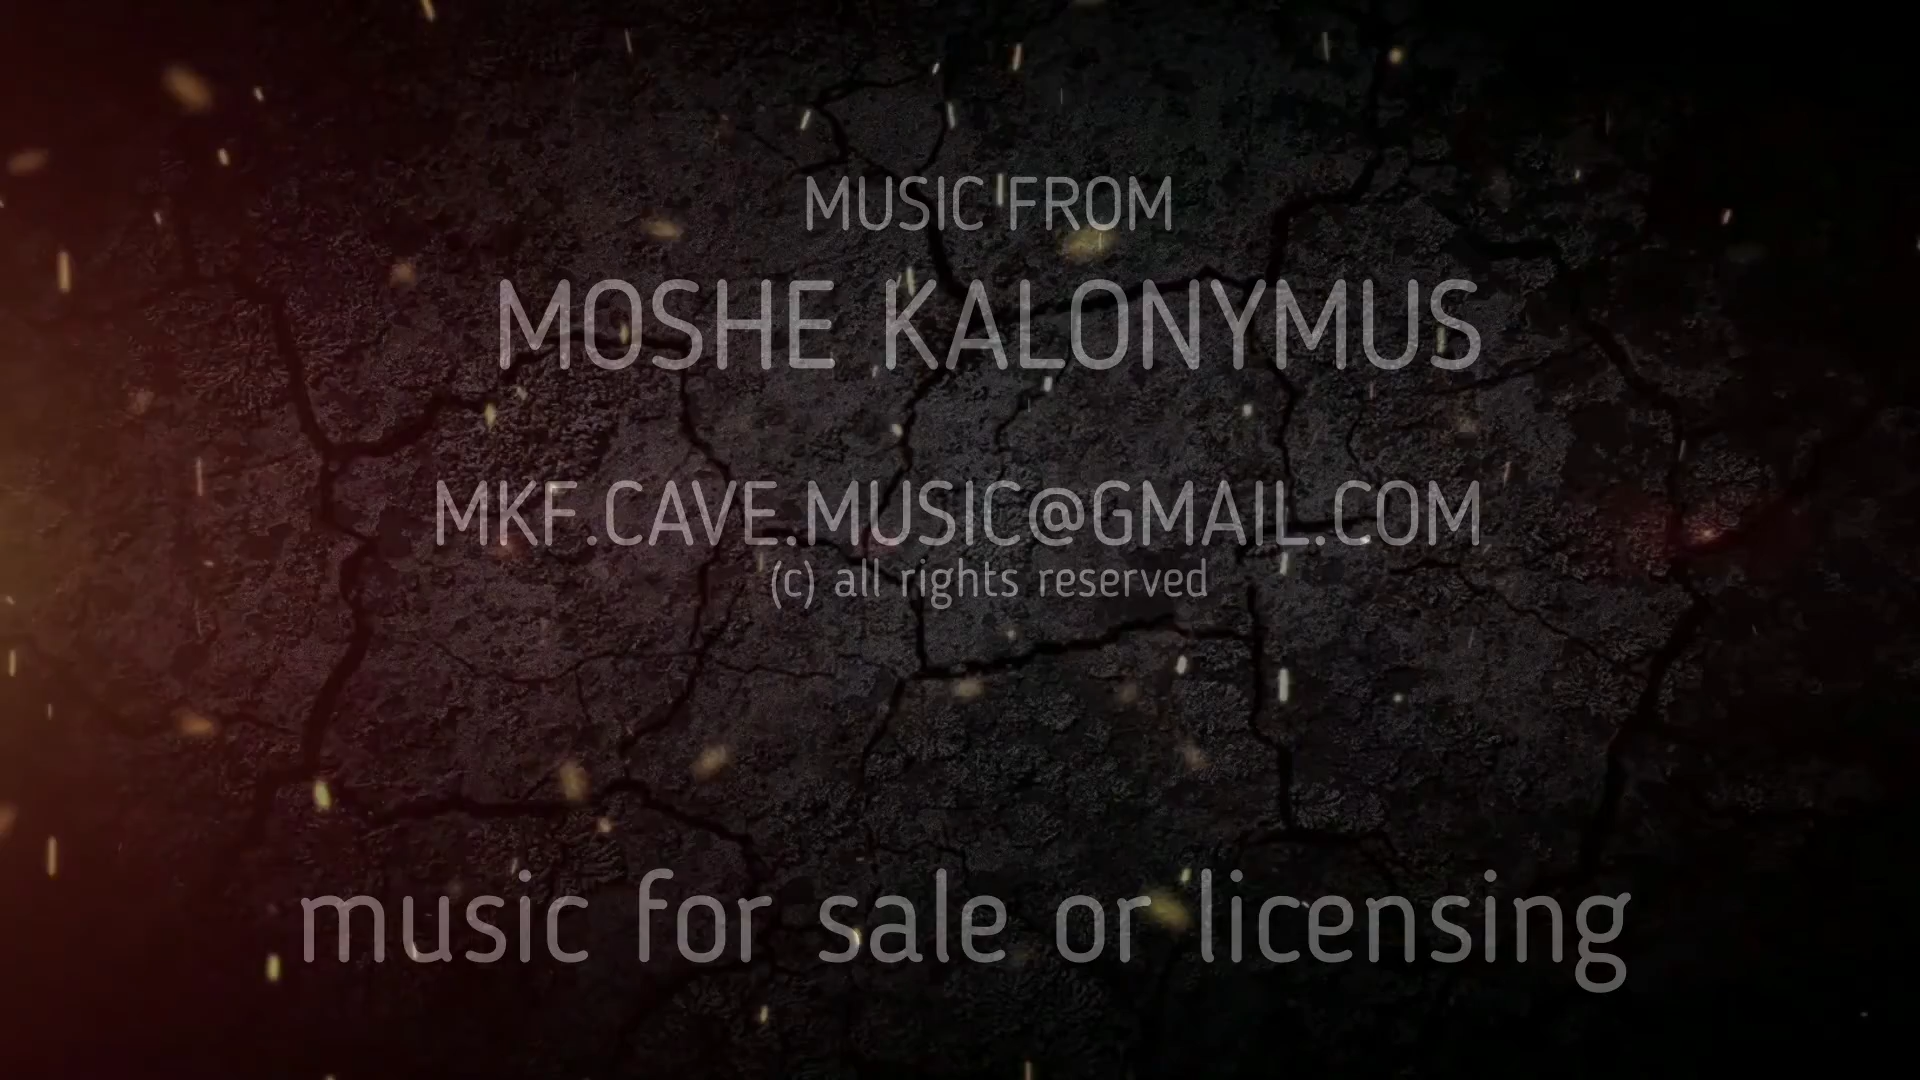 MUSIC FROM
MOSHE KALONYMUS
MKF.CAVE.MUSIC@GMAIL.COM
(c) all rights reserved
music for sale or licensing